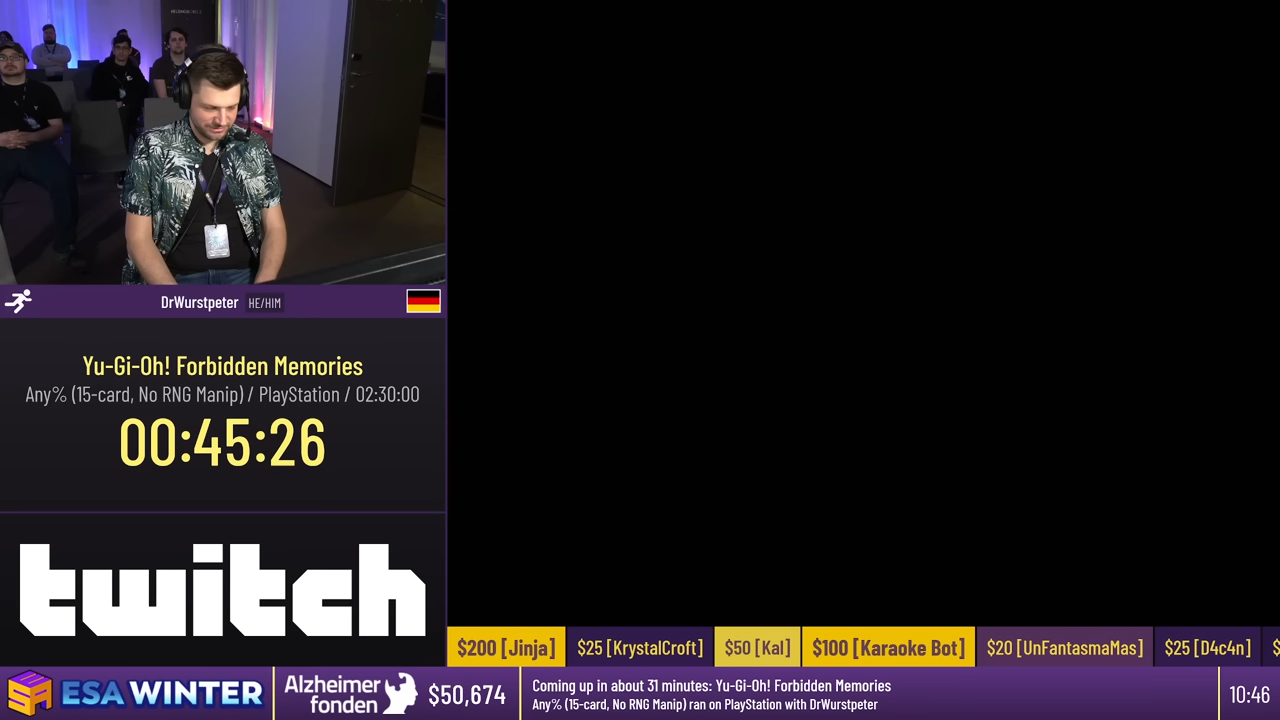 DrWurstpeter HE/HIM
Yu-Gi-Oh! Forbidden Memories
Any% (15-card, No RNG Manip) / PlayStation / 02:30:00
00:45:26
twitch
$200 [Jinja] $25 [KrystalCroft] $50 [Kal] $100 [Karaoke Bot] $20 [UnFantasmaMas] $25 [D4c4n] $
ESA WINTER
Alzheimer
fonden
$50,674
Coming up in about 31 minutes: Yu-Gi-Oh! Forbidden Memories
Any% (15-card, No RNG Manip) ran on PlayStation with DrWurstpeter
10:46